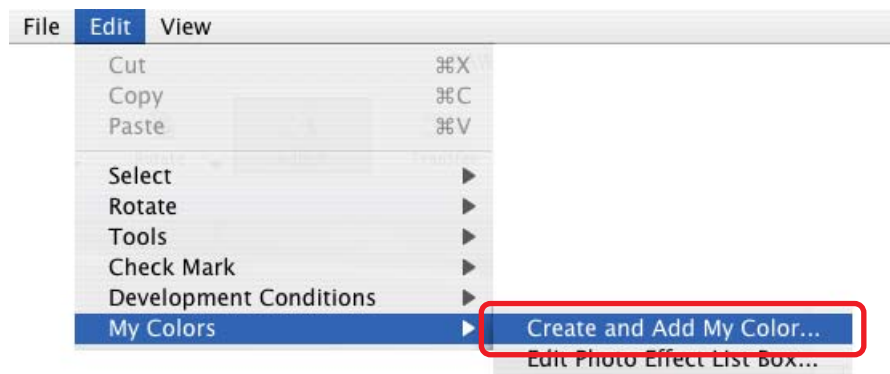 File Edit View
Cut ⌘X
Copy ⌘C
Paste ⌘V
Select
Rotate
Tools
Check Mark
Development Conditions
My Colors
Create and Add My Color...
Edit Photo Effect List Box...